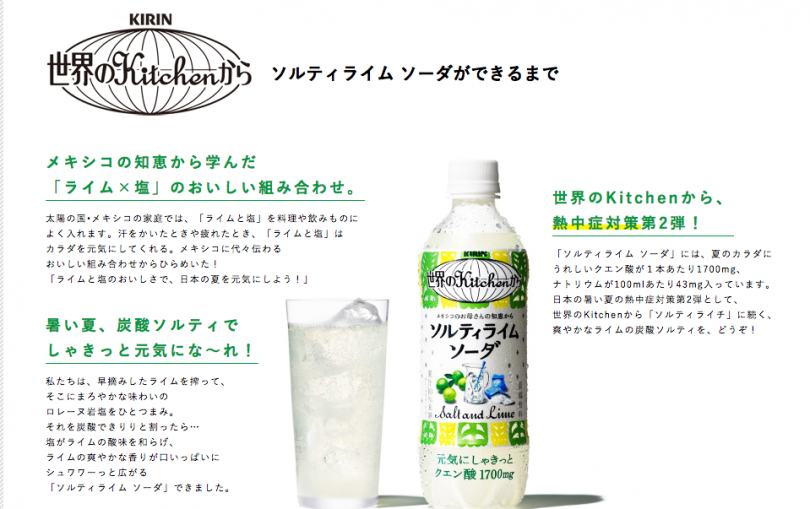 KIRIN
世界のKitchenから
ソルティライム ソーダができるまで
メキシコの知恵から学んだ
「ライム×塩」のおいしい組み合わせ。
太陽の国・メキシコの家庭では、「ライムと塩」を料理や飲みものに
よく入れます。汗をかいたときや疲れたとき、「ライムと塩」は
カラダを元気にしてくれる。メキシコに代々伝わる
おいしい組み合わせからひらめいた！
「ライムと塩のおいしさで、日本の夏を元気にしよう！」
暑い夏、炭酸ソルティで
しゃきっと元気にな〜れ！
私たちは、早摘みしたライムを搾って、
そこにまろやかな味わいの
ロレーヌ岩塩をひとつまみ。
それを炭酸できりりと割ったら…
塩がライムの酸味を和らげ、
ライムの爽やかな香りが口いっぱいに
シュワワーっと広がる
「ソルティライム ソーダ」できました。
KIRIN
世界のKitchenから
メキシコのお母さんの知恵から
ソルティライム
ソーダ
Salt and Lime
元気にしゃきっと
クエン酸1700mg
世界のKitchenから、
熱中症対策第2弾！
「ソルティライム ソーダ」には、夏のカラダに
うれしいクエン酸が１本あたり1700mg、
ナトリウムが100mlあたり43mg入っています。
日本の暑い夏の熱中症対策第2弾として、
世界のKitchenから「ソルティライチ」に続く、
爽やかなライムの炭酸ソルティを、どうぞ！